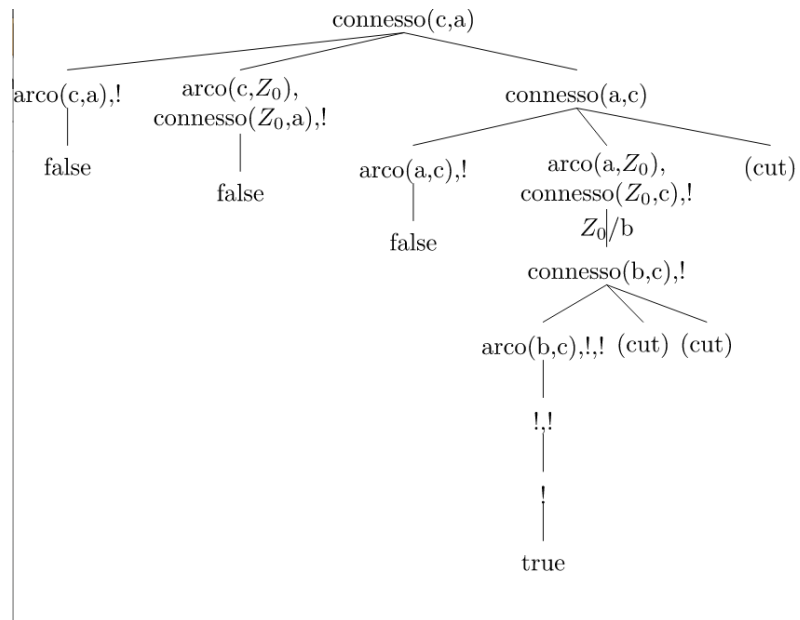 connesso(c,a)
arco(c,a),!
arco(c,Z₀),
connesso(Z₀,a),!
connesso(a,c)
false
false
arco(a,c),!
arco(a,Z₀),
connesso(Z₀,c),!
(cut)
false
Z₀/b
connesso(b,c),!
arco(b,c),!,!
(cut)
(cut)
!,!
!
true